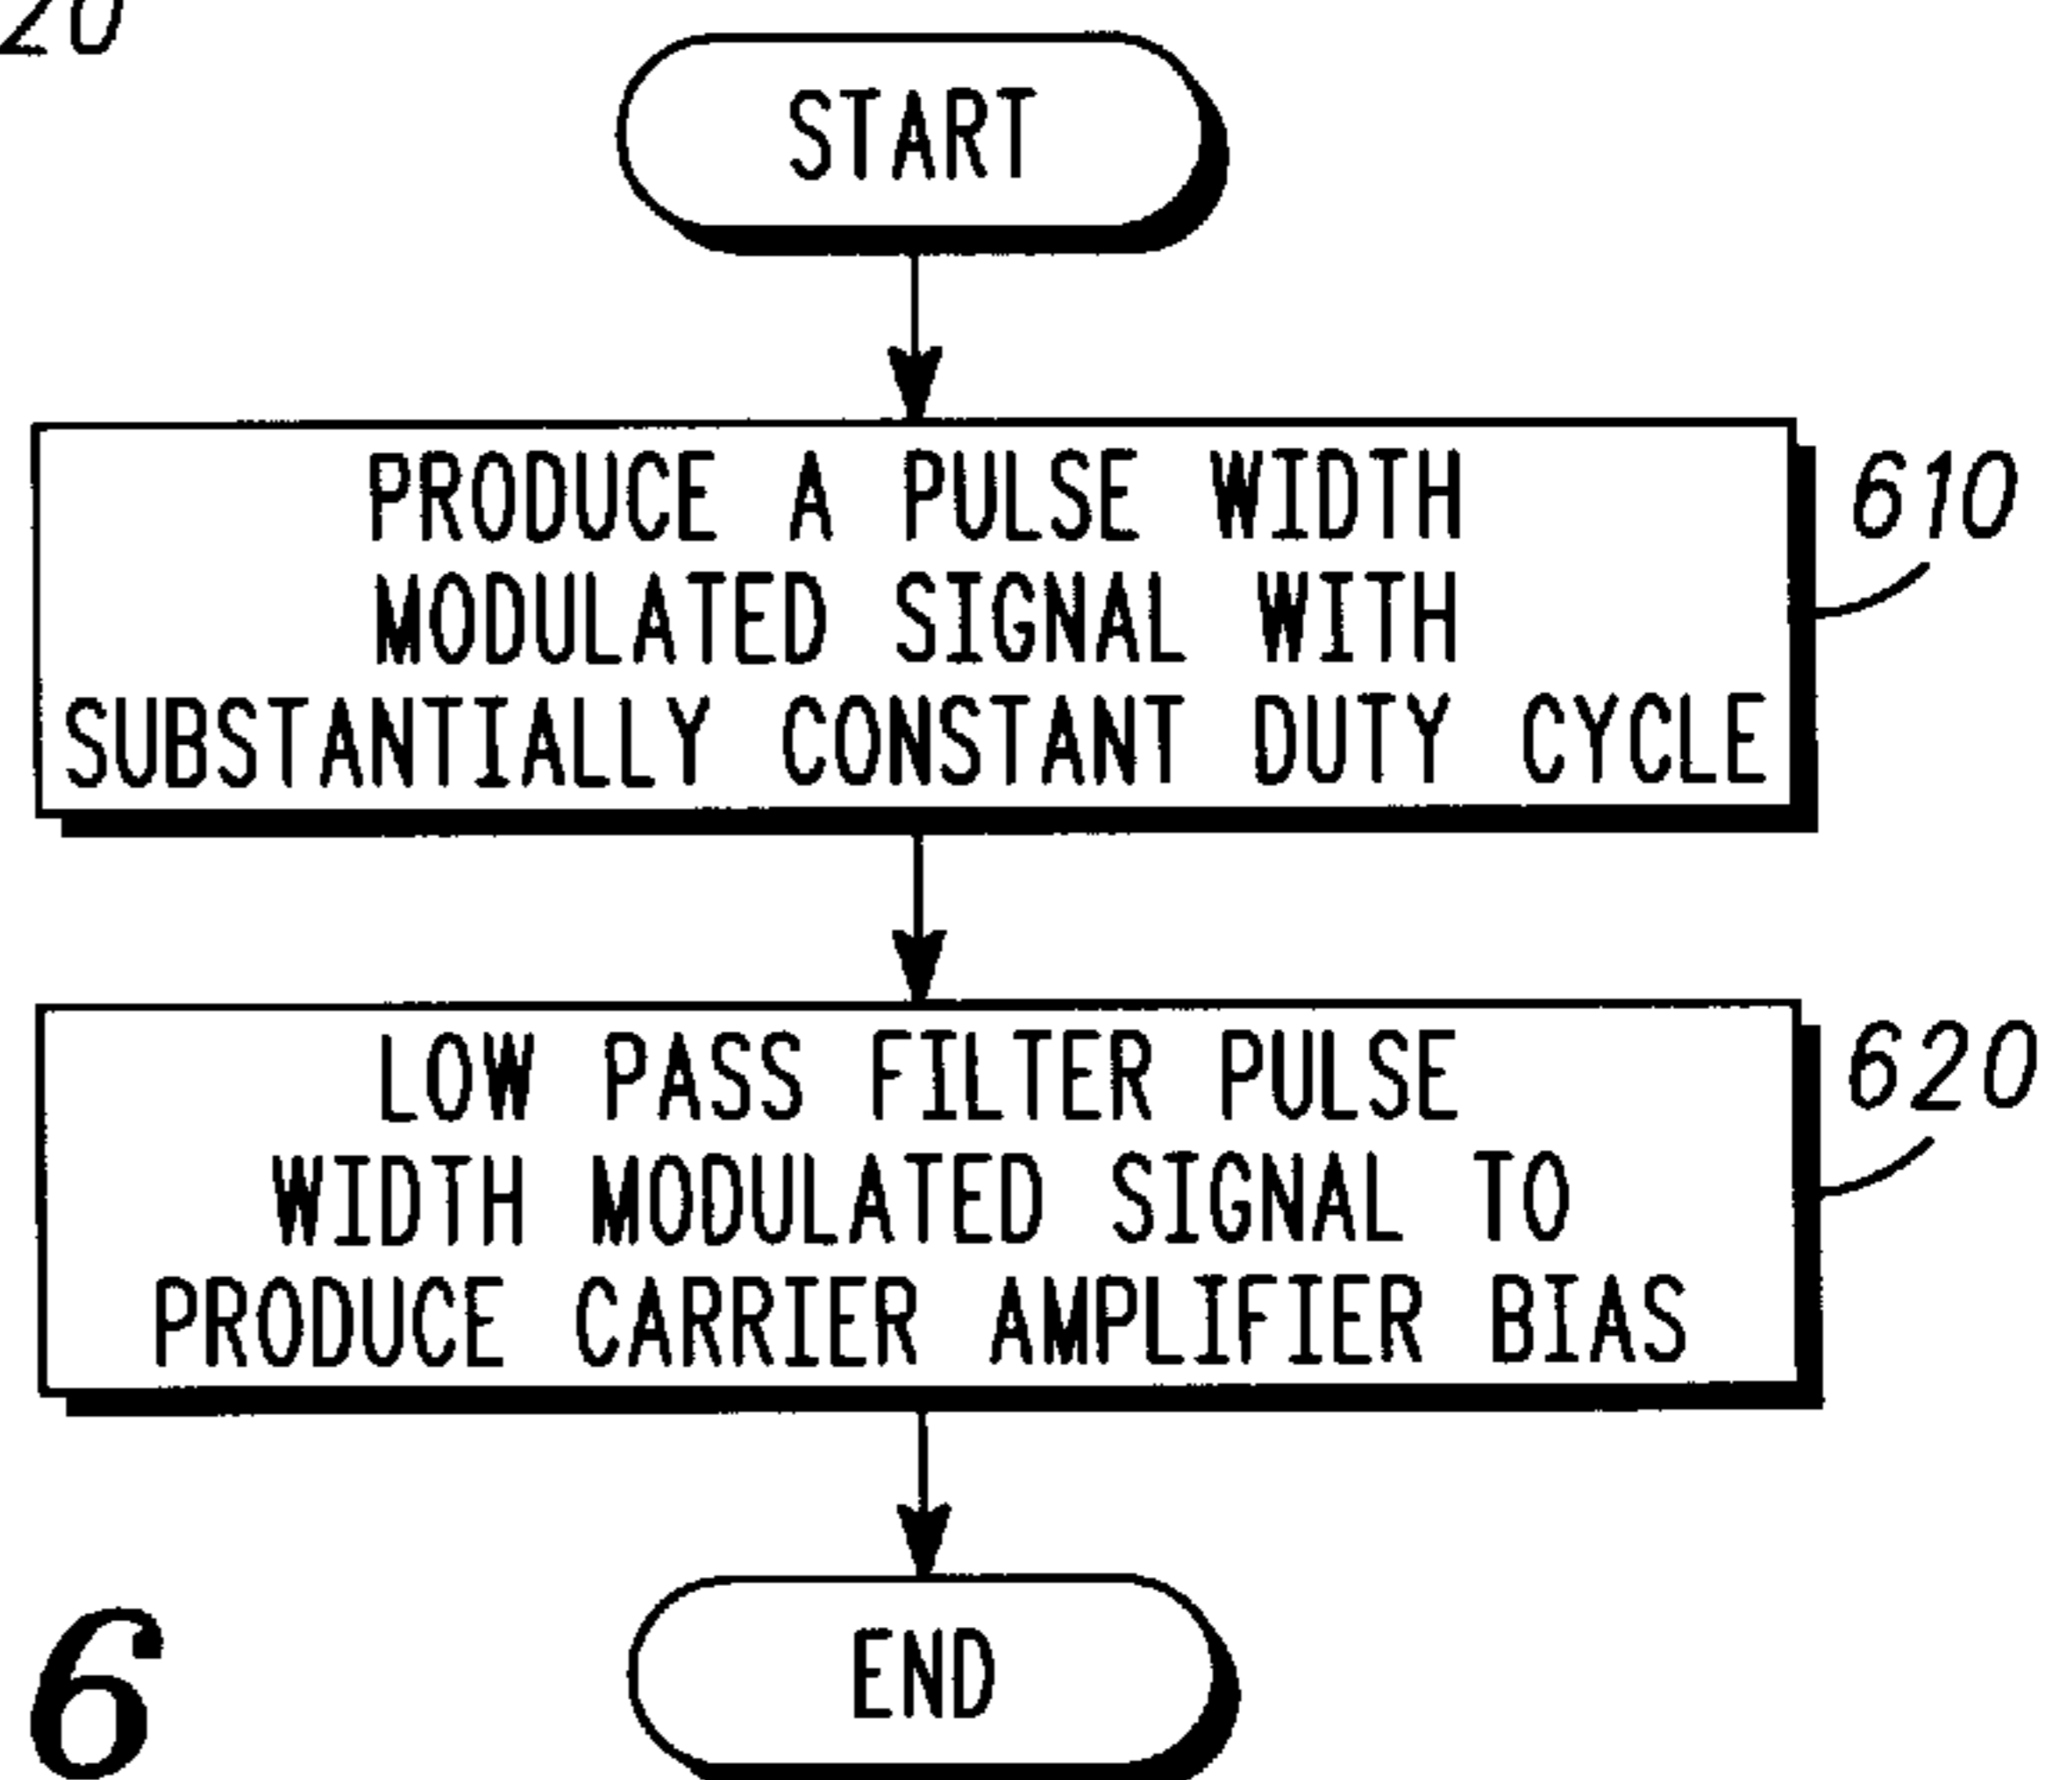 20
START
PRODUCE A PULSE WIDTH
MODULATED SIGNAL WITH
SUBSTANTIALLY CONSTANT DUTY CYCLE
610
LOW PASS FILTER PULSE
WIDTH MODULATED SIGNAL TO
PRODUCE CARRIER AMPLIFIER BIAS
620
END
6